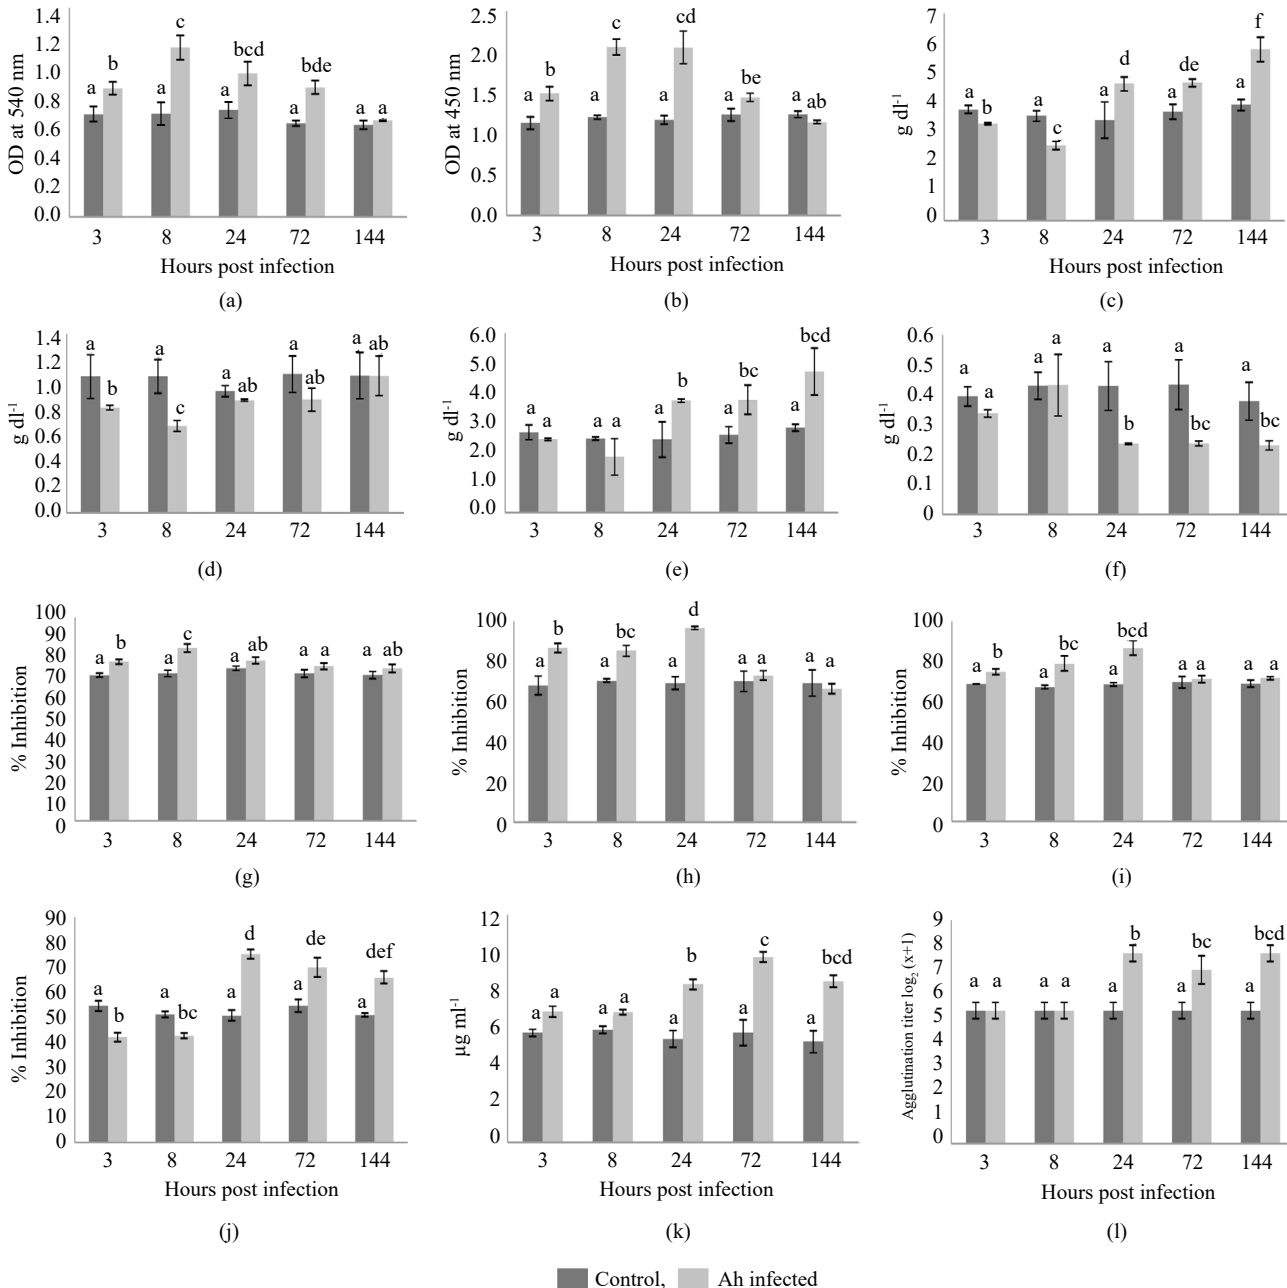 1.4
1.2
1.0
0.8
0.6
0.4
0.2
0.0
OD at 540 nm
a b a c a bcd a bde a a
3 8 24 72 144
Hours post infection
(a)
2.5
2.0
1.5
1.0
0.5
0.0
OD at 450 nm
a b a c a cd a be a ab
3 8 24 72 144
Hours post infection
(b)
7
6
5
4
3
2
1
0
g dl-1
a b a c a d a de a f
3 8 24 72 144
Hours post infection
(c)
1.4
1.2
1.0
0.8
0.6
0.4
0.2
0.0
g dl-1
a b a c a ab a ab a ab
3 8 24 72 144
(d)
6.0
5.0
4.0
3.0
2.0
1.0
0.0
g dl-1
a a a a a b a bc a bcd
3 8 24 72 144
(e)
0.6
0.5
0.4
0.3
0.2
0.1
0
g dl-1
a a a a a b a bc a bc
3 8 24 72 144
(f)
100
90
80
70
60
50
40
30
20
10
0
% Inhibition
a b a c a ab a a a ab
3 8 24 72 144
(g)
100
80
60
40
20
0
% Inhibition
a b a bc a d a a a a
3 8 24 72 144
(h)
100
80
60
40
20
0
% Inhibition
a b a bc a bcd a a a a
3 8 24 72 144
(i)
90
80
70
60
50
40
30
20
10
0
% Inhibition
a b a bc a d a de a def
3 8 24 72 144
Hours post infection
(j)
12
10
8
6
4
2
0
µg ml-1
a a a a a b a c a bcd
3 8 24 72 144
Hours post infection
(k)
9
8
7
6
5
4
3
2
1
0
Agglutination titer log2 (x+1)
a a a a a b a bc a bcd
3 8 24 72 144
Hours post infection
(l)
Control, Ah infected